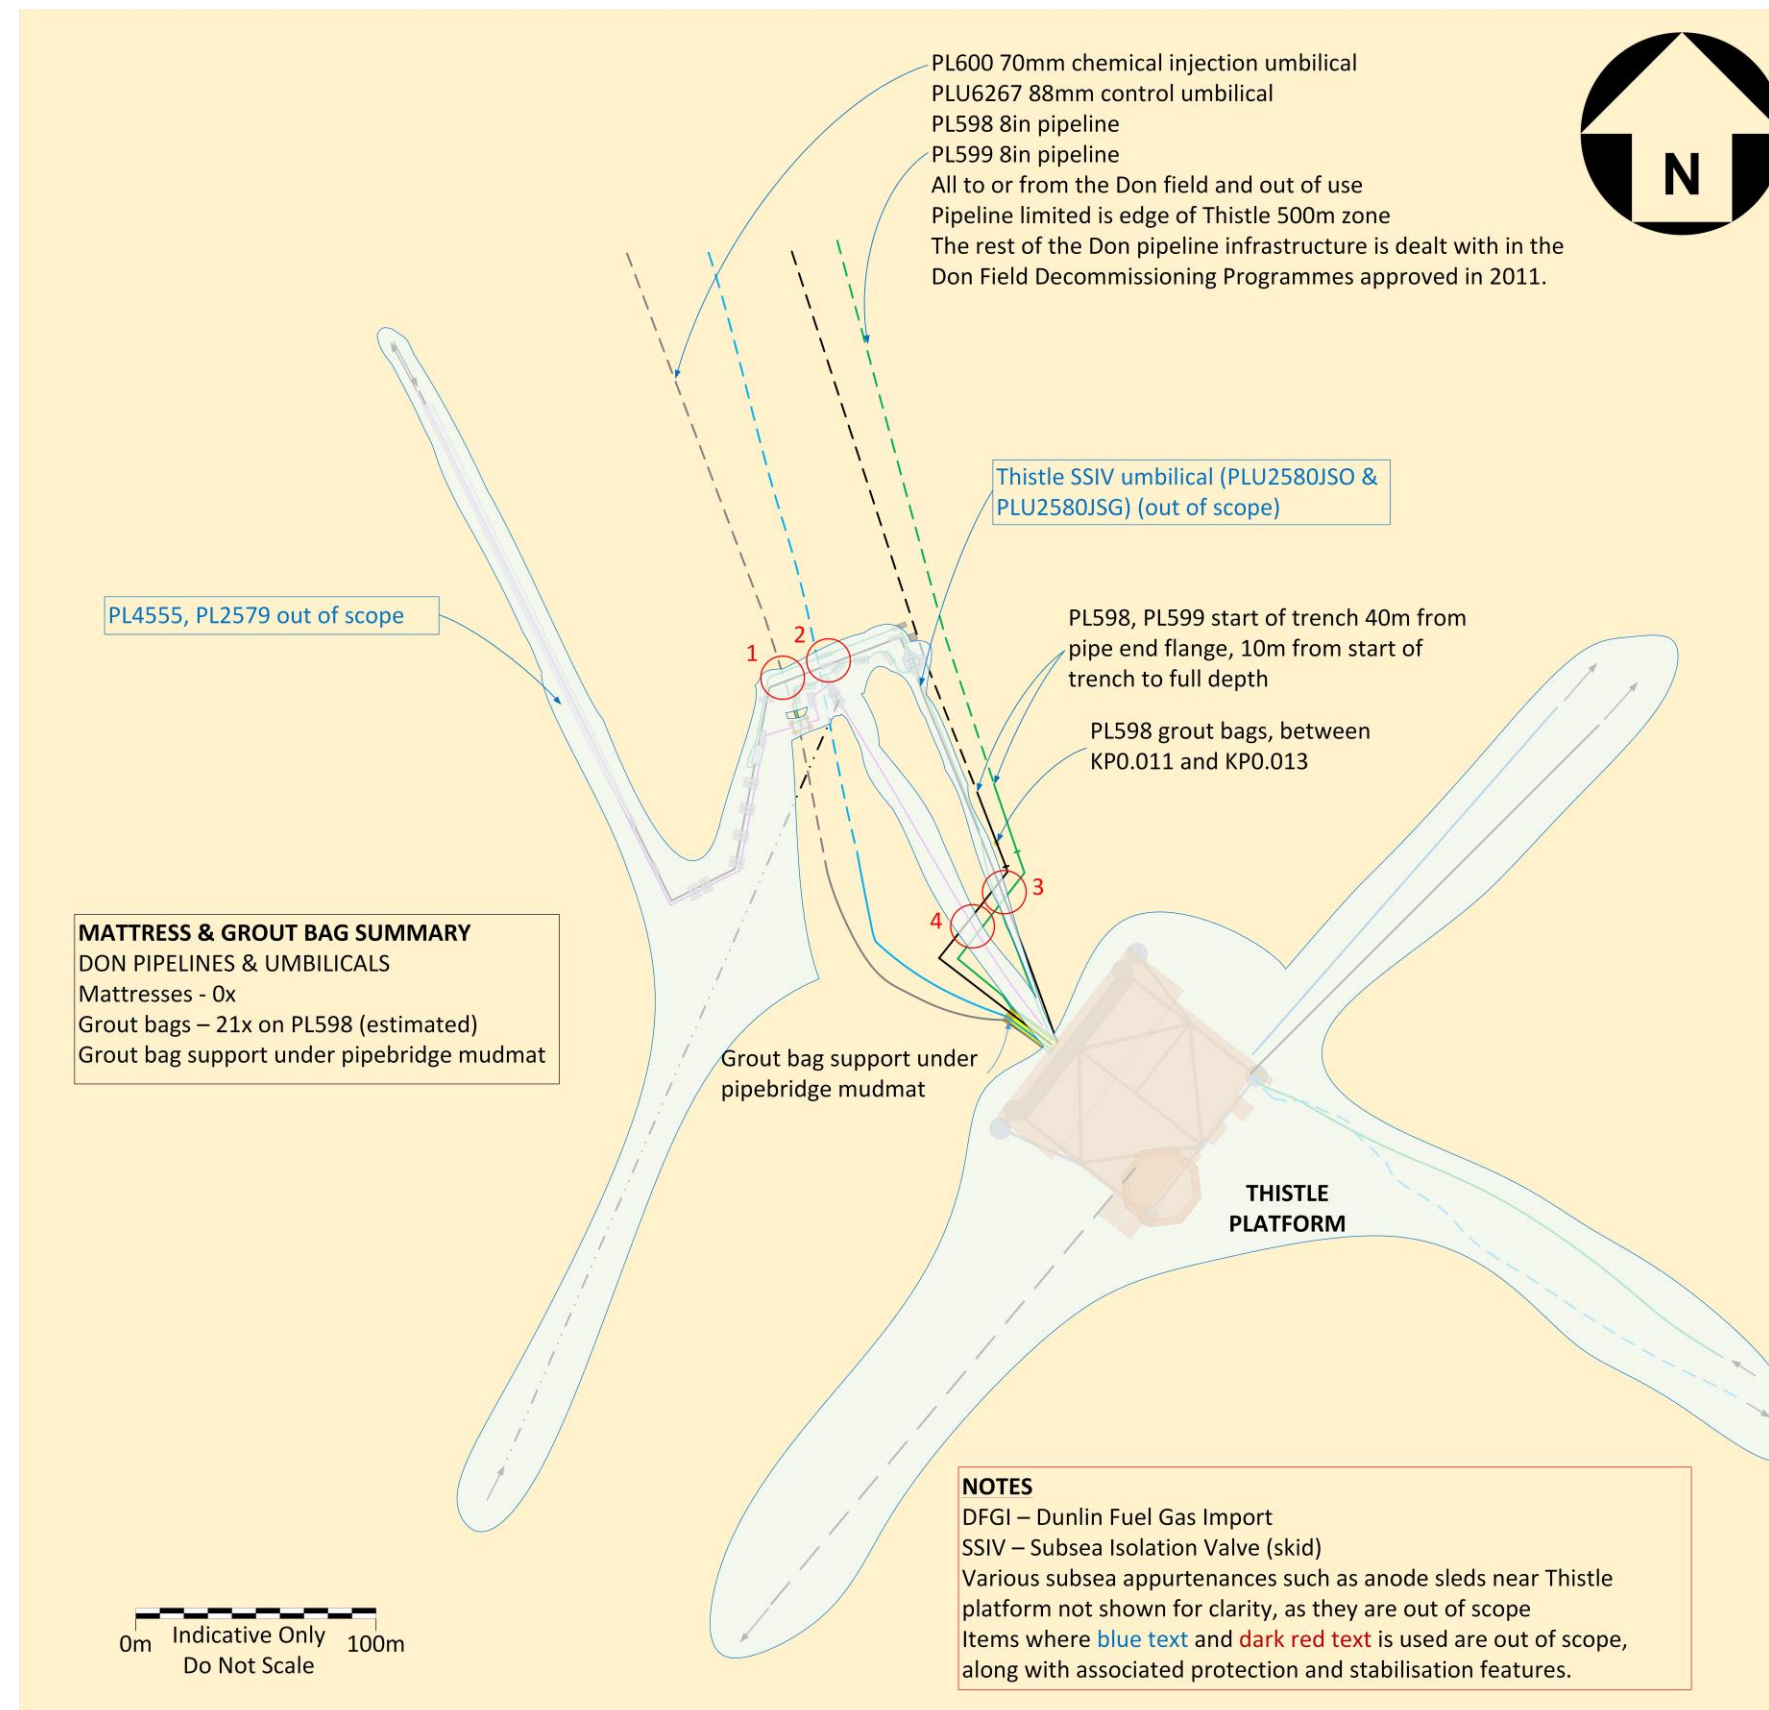 PL600 70mm chemical injection umbilical
PLU6267 88mm control umbilical
PL598 8in pipeline
PL599 8in pipeline
All to or from the Don field and out of use
Pipeline limited is edge of Thistle 500m zone
The rest of the Don pipeline infrastructure is dealt with in the
Don Field Decommissioning Programmes approved in 2011.
N
Thistle SSIV umbilical (PLU2580JSO &
PLU2580JSG) (out of scope)
PL4555, PL2579 out of scope
PL598, PL599 start of trench 40m from
pipe end flange, 10m from start of
trench to full depth
1
2
PL598 grout bags, between
KP0.011 and KP0.013
3
4
MATTRESS & GROUT BAG SUMMARY
DON PIPELINES & UMBILICALS
Mattresses - 0x
Grout bags – 21x on PL598 (estimated)
Grout bag support under pipebridge mudmat
Grout bag support under
pipebridge mudmat
THISTLE
PLATFORM
NOTES
DFGI – Dunlin Fuel Gas Import
SSIV – Subsea Isolation Valve (skid)
Various subsea appurtenances such as anode sleds near Thistle
platform not shown for clarity, as they are out of scope
Items where blue text and dark red text is used are out of scope,
along with associated protection and stabilisation features.
0m Indicative Only 100m
Do Not Scale